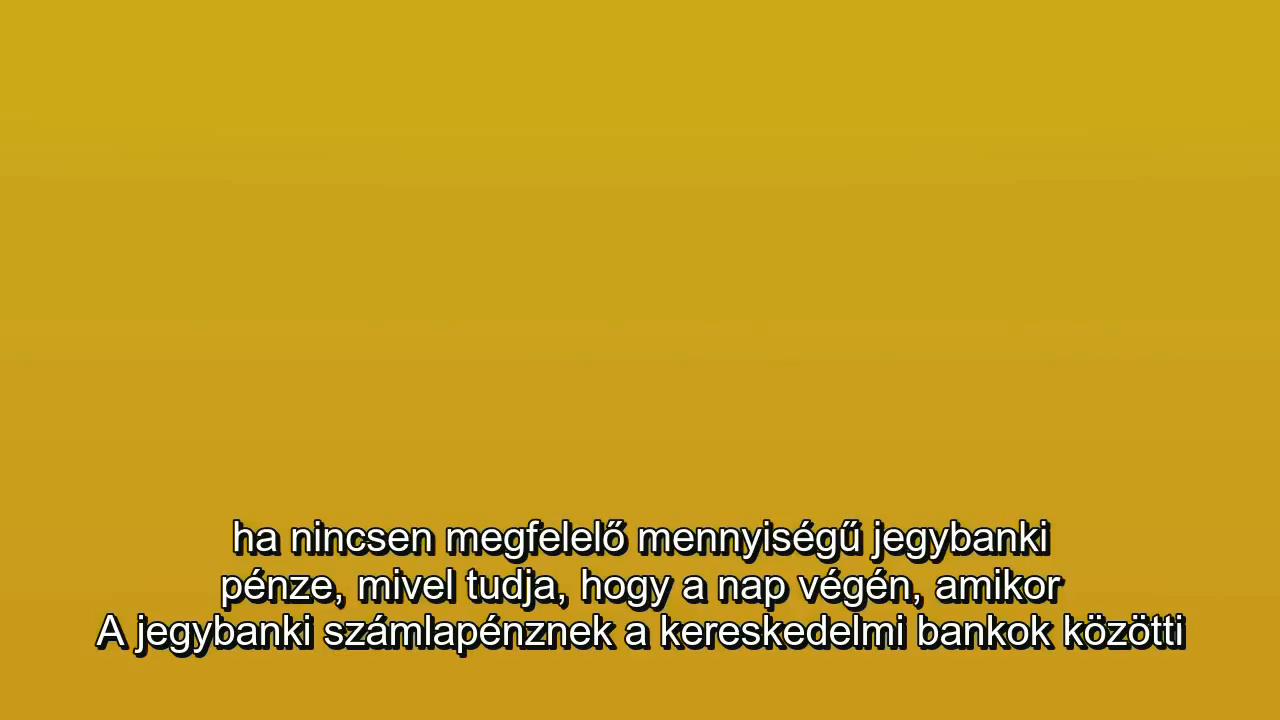 ha nincsen megfelelő mennyiségű jegybanki
pénze, mivel tudja, hogy a nap végén, amikor
A jegybanki számlapénznek a kereskedelmi bankok közötti